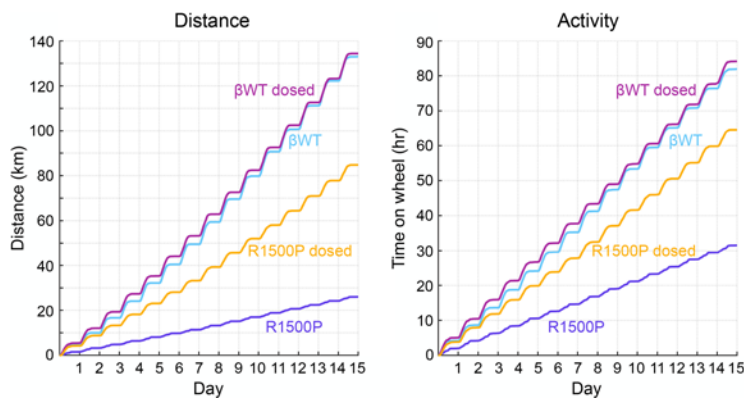 Distance
Activity
140
120
100
80
60
40
20
0
Distance (km)
βWT dosed
βWT
R1500P dosed
R1500P
1 2 3 4 5 6 7 8 9 10 11 12 13 14 15
Day
90
80
70
60
50
40
30
20
10
0
Time on wheel (hr)
βWT dosed
βWT
R1500P dosed
R1500P
1 2 3 4 5 6 7 8 9 10 11 12 13 14 15
Day